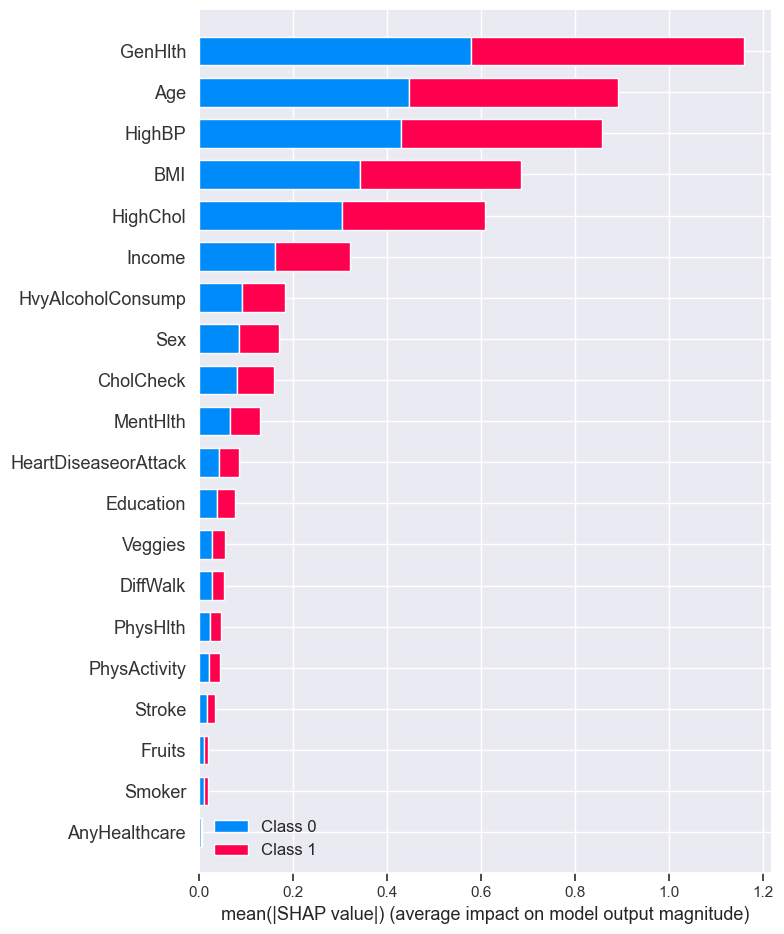 GenHlth
Age
HighBP
BMI
HighChol
Income
HvyAlcoholConsump
Sex
CholCheck
MentHlth
HeartDiseaseorAttack
Education
Veggies
DiffWalk
PhysHlth
PhysActivity
Stroke
Fruits
Smoker
AnyHealthcare
Class 0
Class 1
0.0 0.2 0.4 0.6 0.8 1.0 1.2
mean(|SHAP value|) (average impact on model output magnitude)